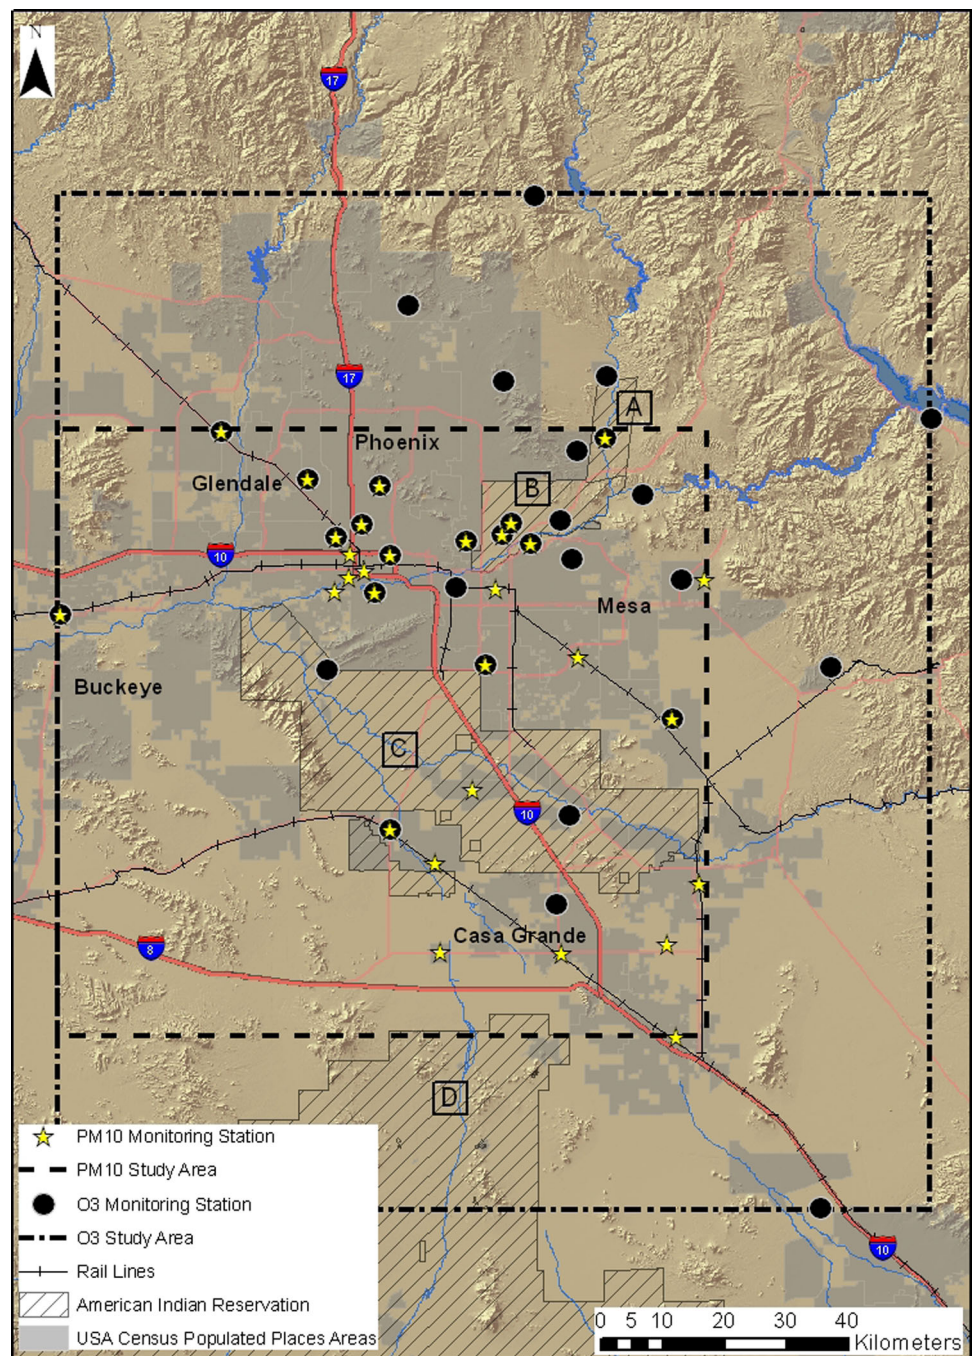 N
17
17
A
Phoenix
Glendale
B
10
Mesa
Buckeye
C
10
Casa Grande
8
D
PM10 Monitoring Station
PM10 Study Area
O3 Monitoring Station
O3 Study Area
Rail Lines
American Indian Reservation
USA Census Populated Places Areas
10
0 5 10 20 30 40
Kilometers